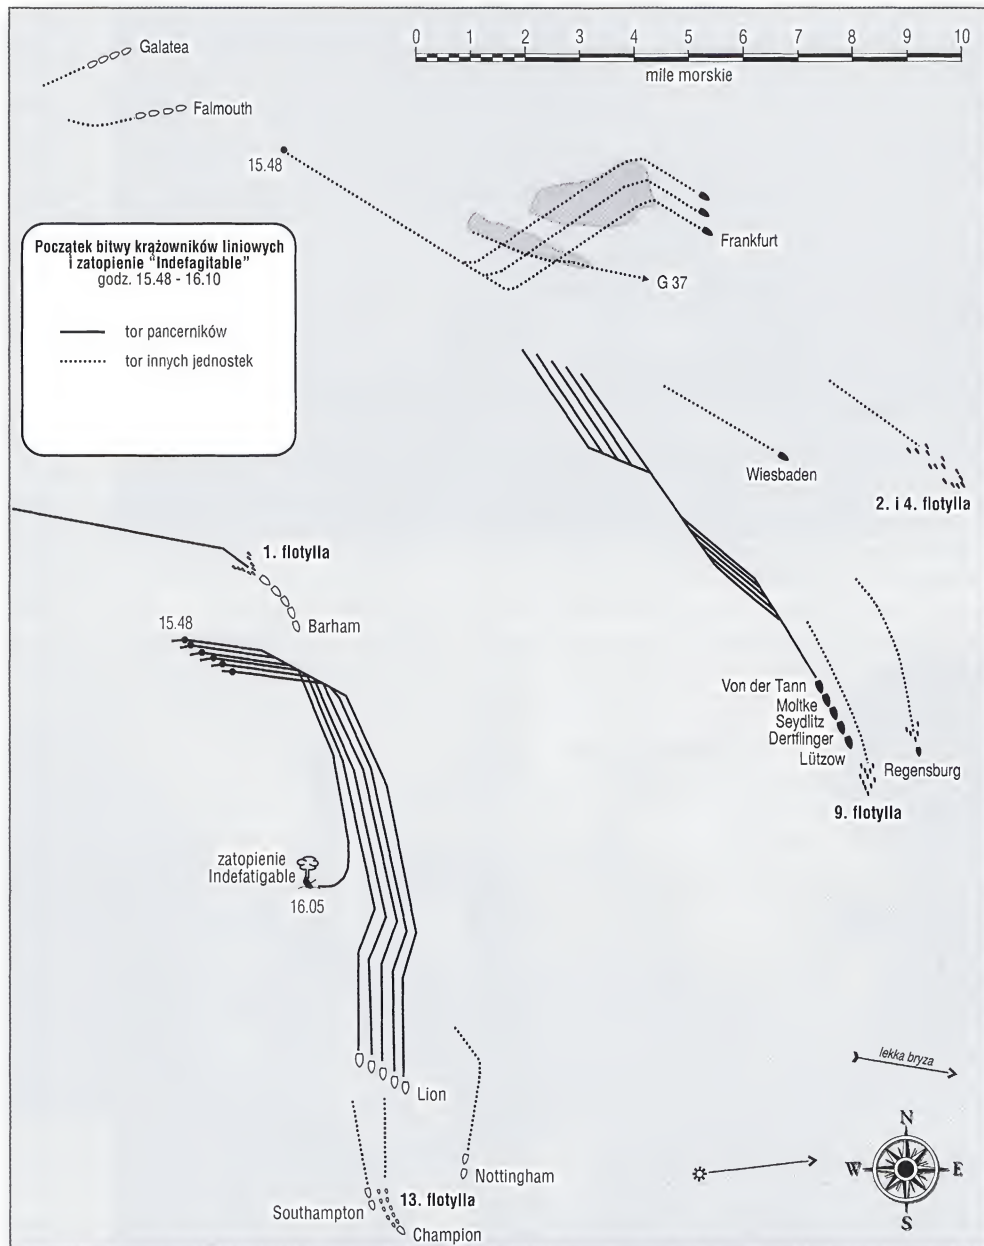 Galatea
0 1 2 3 4 5 6 7 8 9 10
mile morskie
Falmouth
15.48
Frankfurt
G 37
Początek bitwy krążowników liniowych
i zatopienie "Indefagitable"
godz. 15.48 - 16.10
tor pancerników
tor innych jednostek
Wiesbaden
2. i 4. flotylla
1. flotylla
Barham
15.48
Von der Tann
Moltke
Seydlitz
Dertflinger
Lützow
Regensburg
9. flotylla
zatopienie
Indefatigable
16.05
lekka bryza
Lion
N
W E
S
Nottingham
Southampton
13. flotylla
Champion